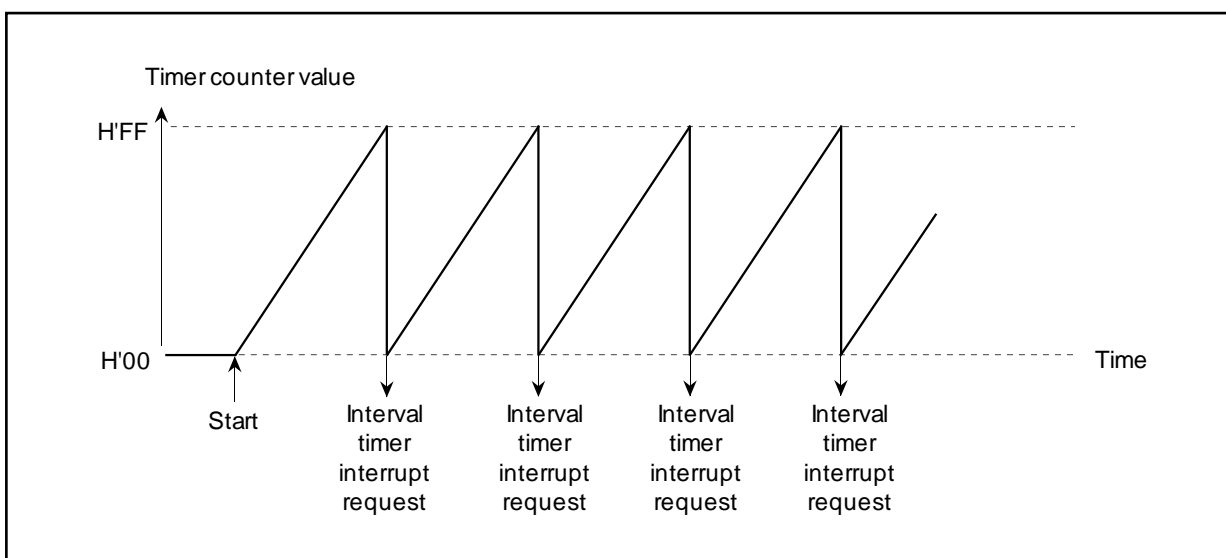 Timer counter value
H'FF
H'00
Time
Start
Interval
timer
interrupt
request
Interval
timer
interrupt
request
Interval
timer
interrupt
request
Interval
timer
interrupt
request